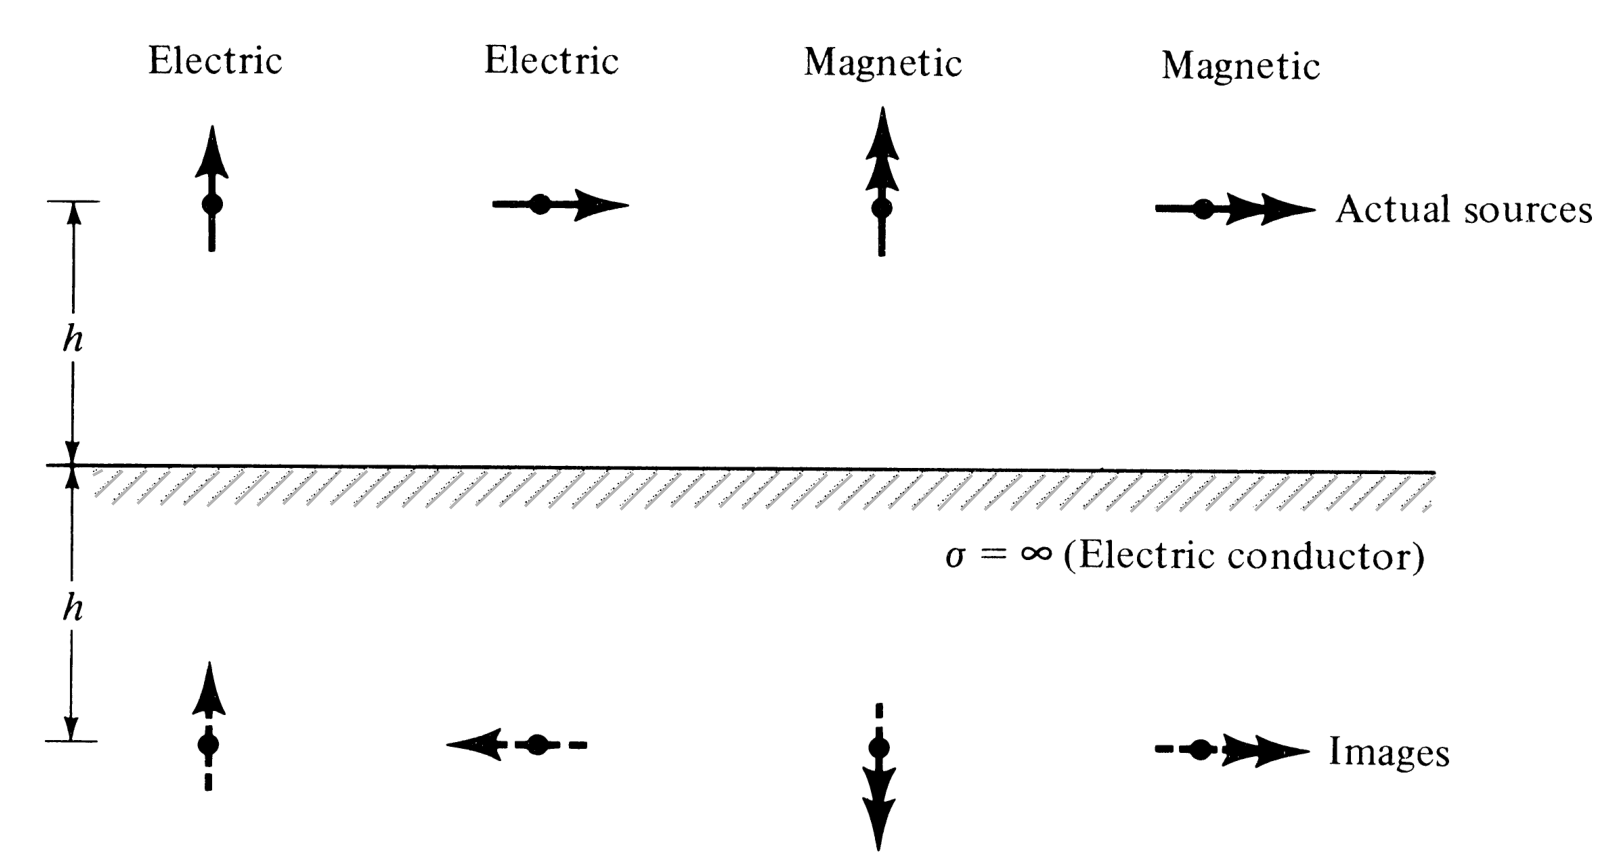 Electric Electric Magnetic Magnetic
Actual sources
h
σ = ∞ (Electric conductor)
h
Images